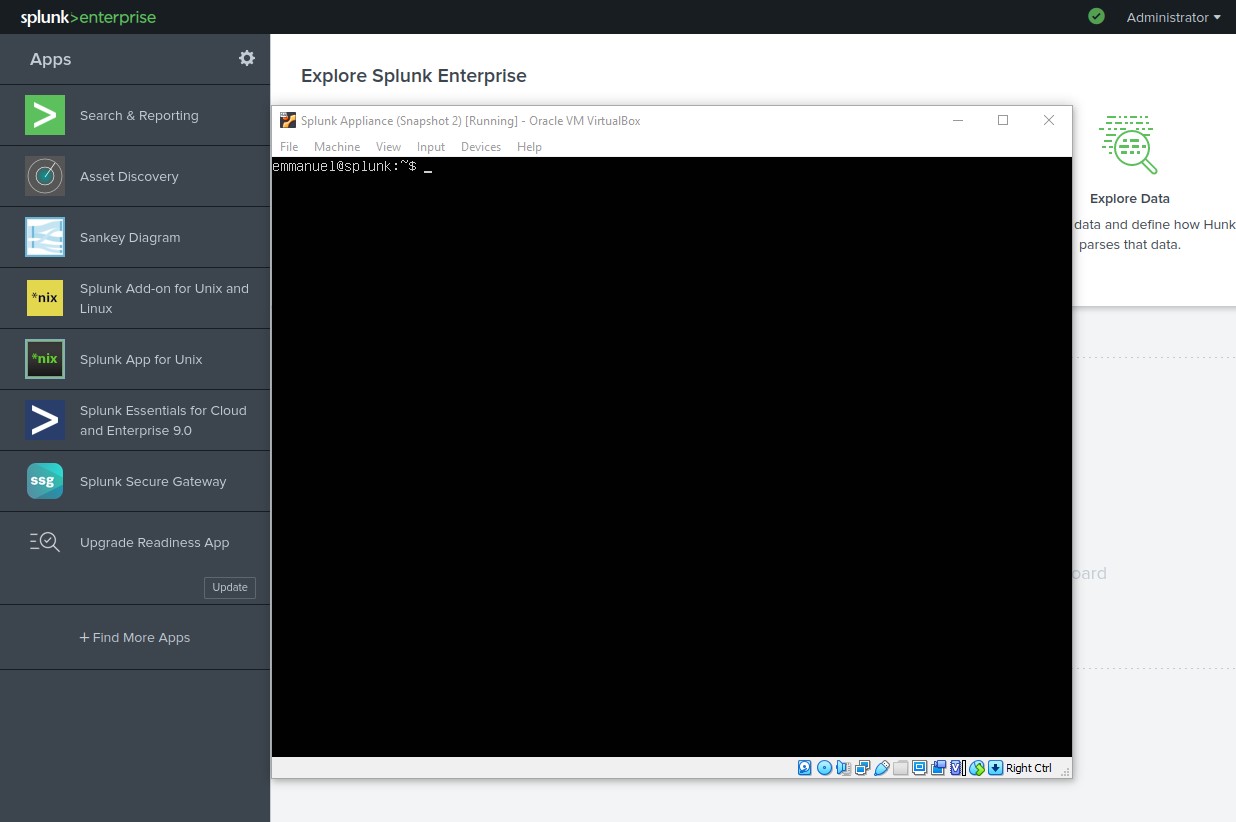 splunk>enterprise
Administrator
Apps
Explore Splunk Enterprise
Search & Reporting
Asset Discovery
Sankey Diagram
*nix
Splunk Add-on for Unix and
Linux
*nix
Splunk App for Unix
Splunk Essentials for Cloud
and Enterprise 9.0
ssg
Splunk Secure Gateway
Upgrade Readiness App
Update
+ Find More Apps
Splunk Appliance (Snapshot 2) [Running] - Oracle VM VirtualBox
File Machine View Input Devices Help
emmanuel@splunk:~$ _
Right Ctrl
Explore Data
data and define how Hunk
parses that data.
oard